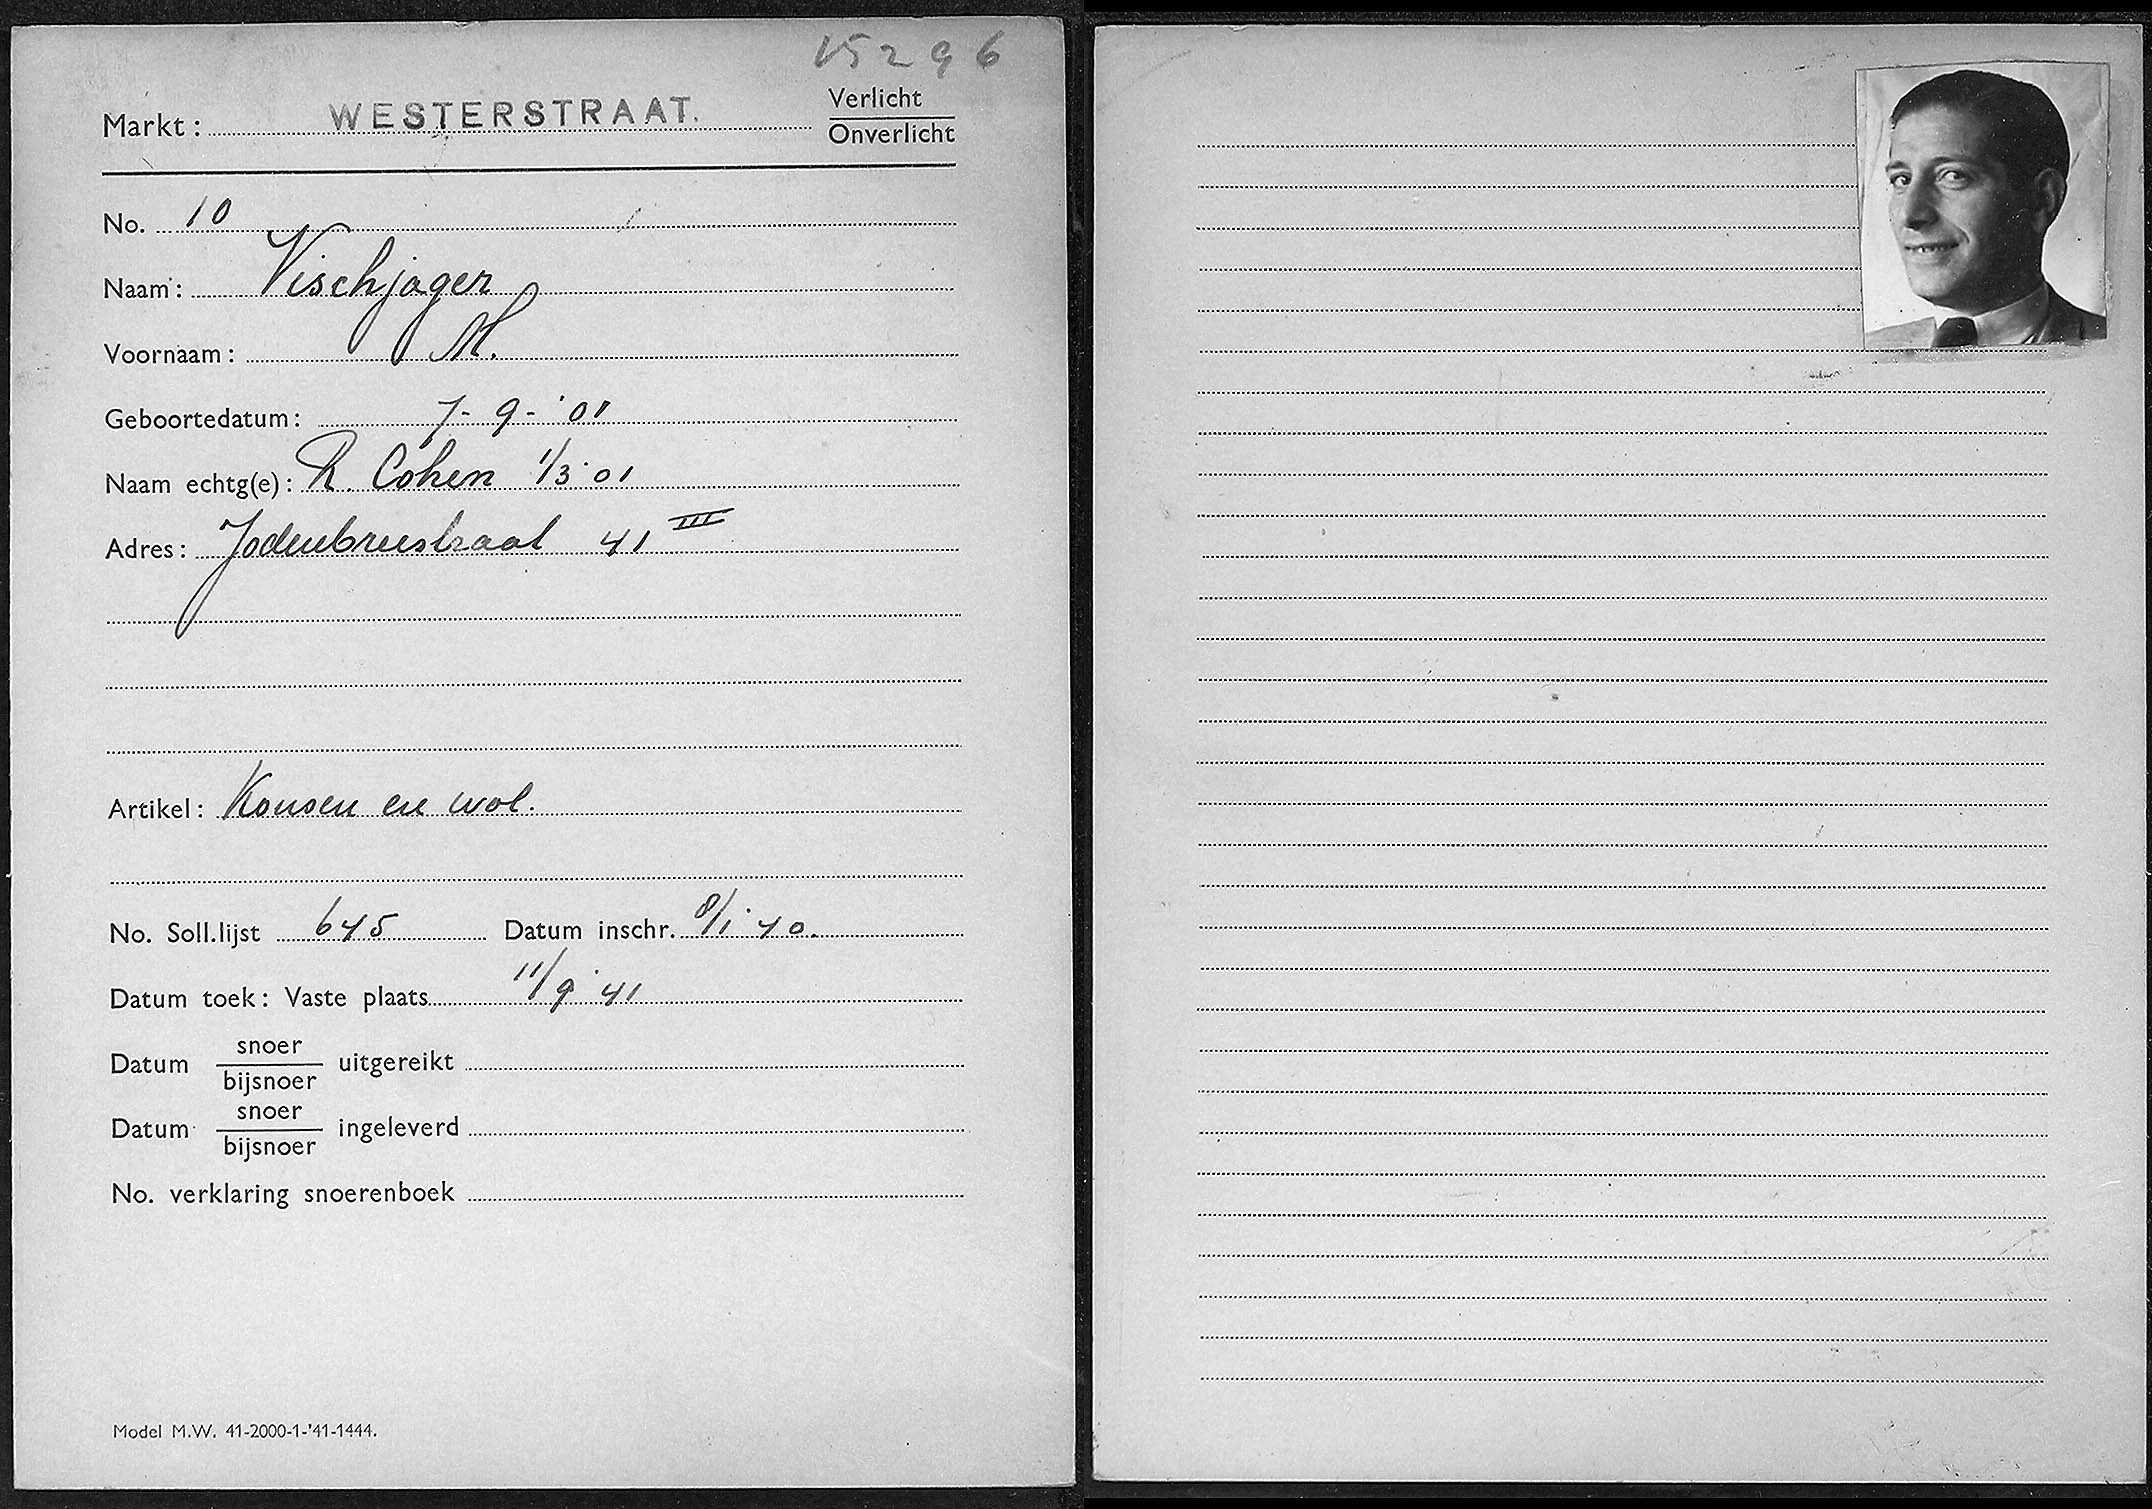 V5296
Markt: WESTERSTRAAT. Verlicht
Onverlicht
No. 10
Naam: Vischjager
Voornaam: M.
Geboortedatum: 7-9-'01
Naam echtg(e): R. Cohen 1/3 '01
Adres: Jodenbreestraat 41 III
Artikel: Kousen en wol.
No. Soll.lijst 645 Datum inschr. 8/1 '40.
Datum toek: Vaste plaats 11/9 '41
Datum snoer
bijsnoer uitgereikt
Datum snoer
bijsnoer ingeleverd
No. verklaring snoerenboek
Model M.W. 41-2000-1-'41-1444.